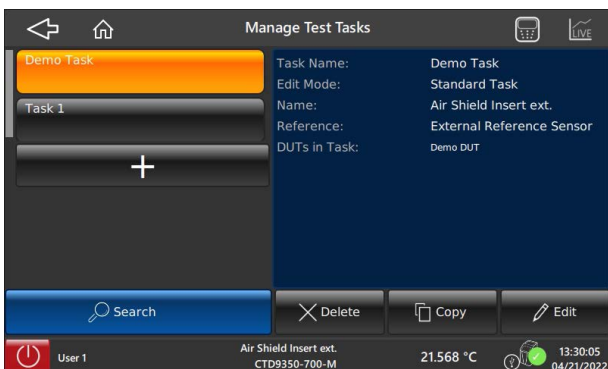 Manage Test Tasks
LIVE
Demo Task
Task 1
Task Name: Demo Task
Edit Mode: Standard Task
Name: Air Shield Insert ext.
Reference: External Reference Sensor
DUTs in Task: Demo DUT
Search
Delete
Copy
Edit
User 1
Air Shield Insert ext.
CTD9350-700-M
21.568 °C
13:30:05
04/21/2022